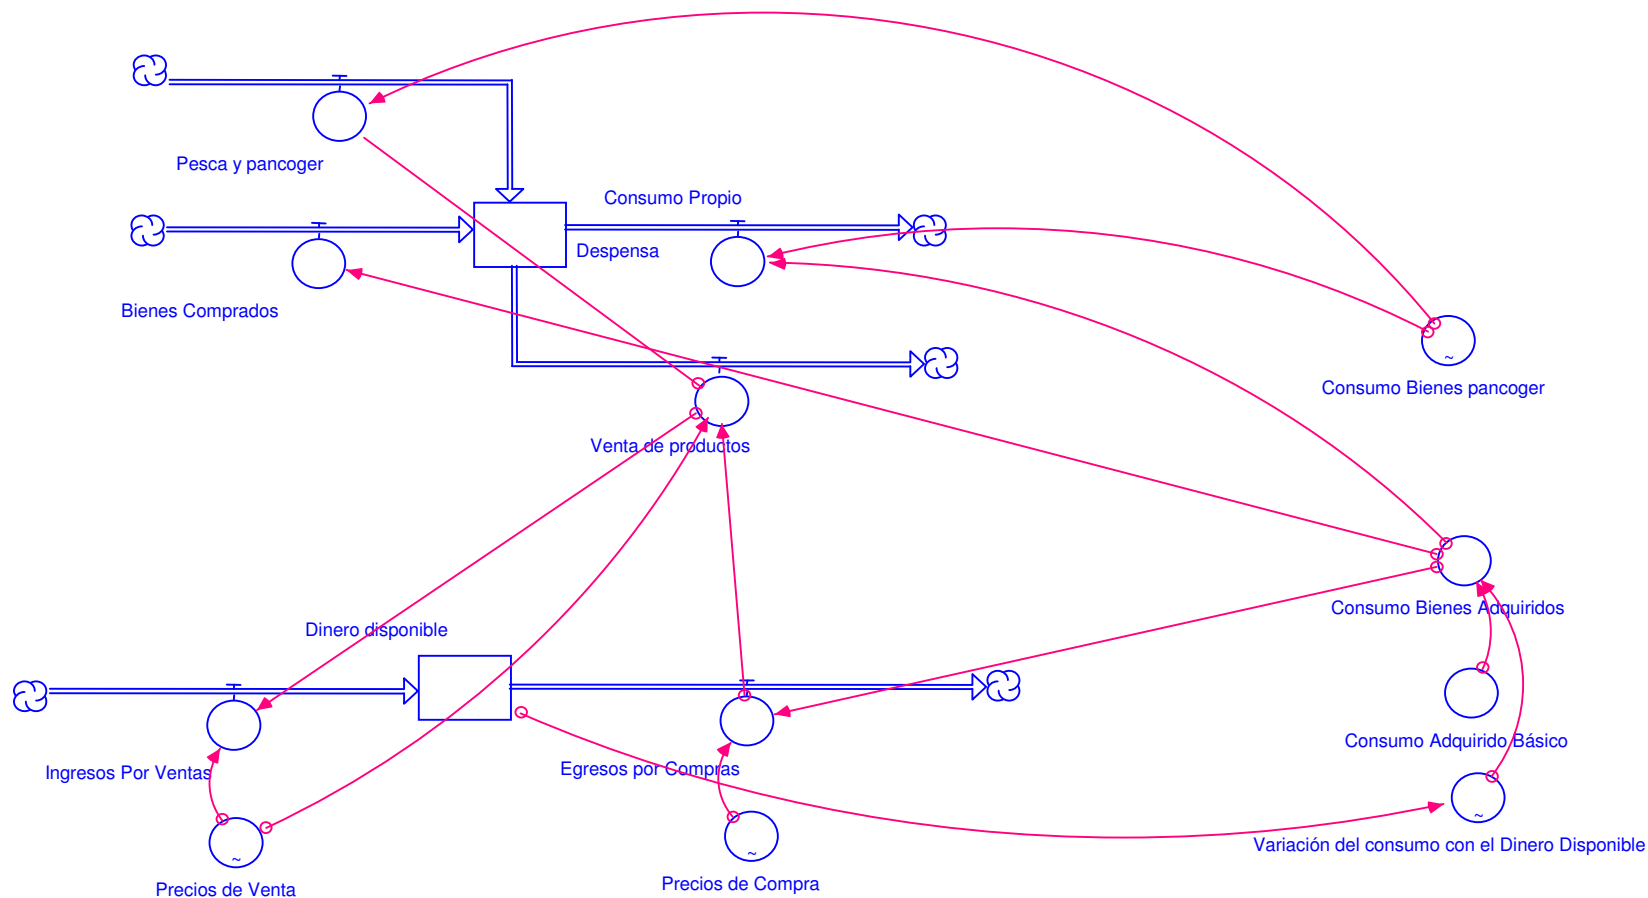 Pesca y pancoger
Consumo Propio
Despensa
Bienes Comprados
Consumo Bienes pancoger
Venta de productos
Consumo Bienes Adquiridos
Dinero disponible
Consumo Adquirido Básico
Ingresos Por Ventas
Egresos por Compras
~
~
~
~
Variación del consumo con el Dinero Disponible
Precios de Venta
Precios de Compra